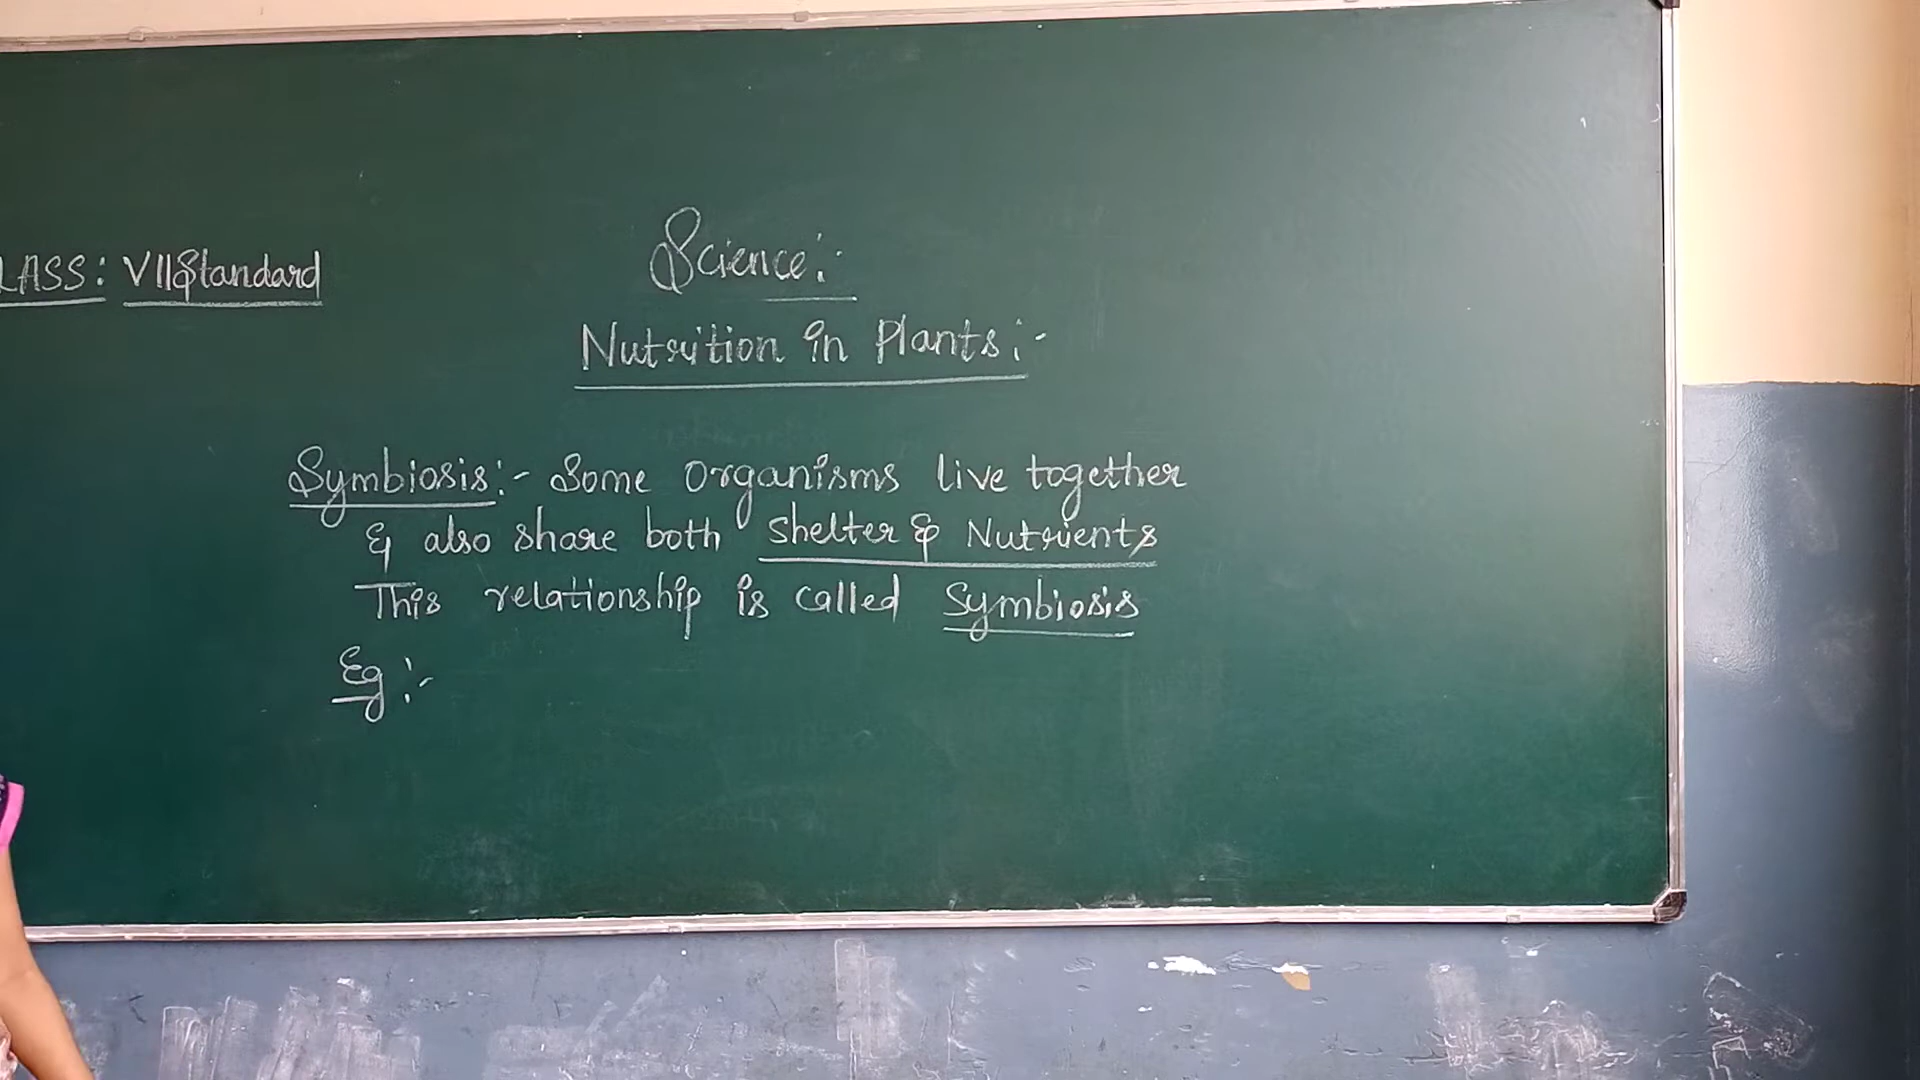 Science:-
LASS: VII Standard
Nutrition in Plants:-
Symbiosis:- Some organisms live together
& also share both shelter & Nutrients
This relationship is called Symbiosis
Eg:-